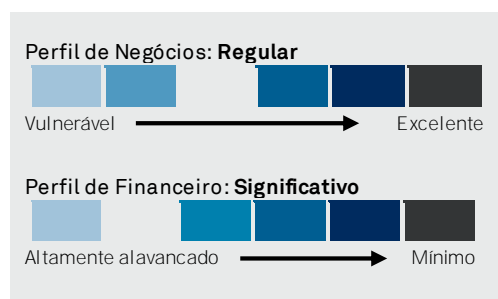 Perfil de Negócios: Regular
Vulnerável Excelente
Perfil de Financeiro: Significativo
Altamente alavancado Mínimo